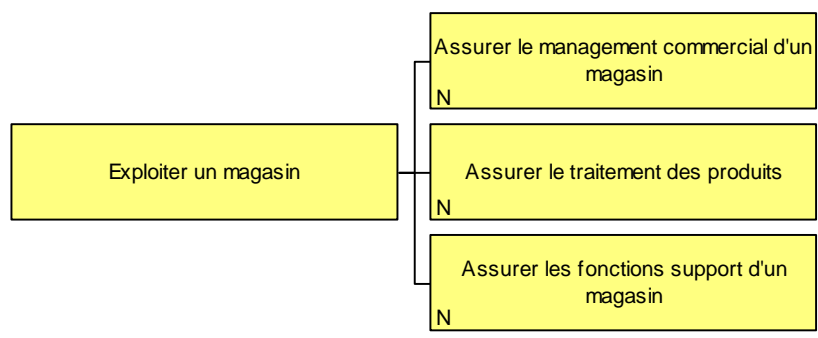 Assurer le management commercial d'un
magasin
N
Exploiter un magasin
Assurer le traitement des produits
N
Assurer les fonctions support d'un
magasin
N